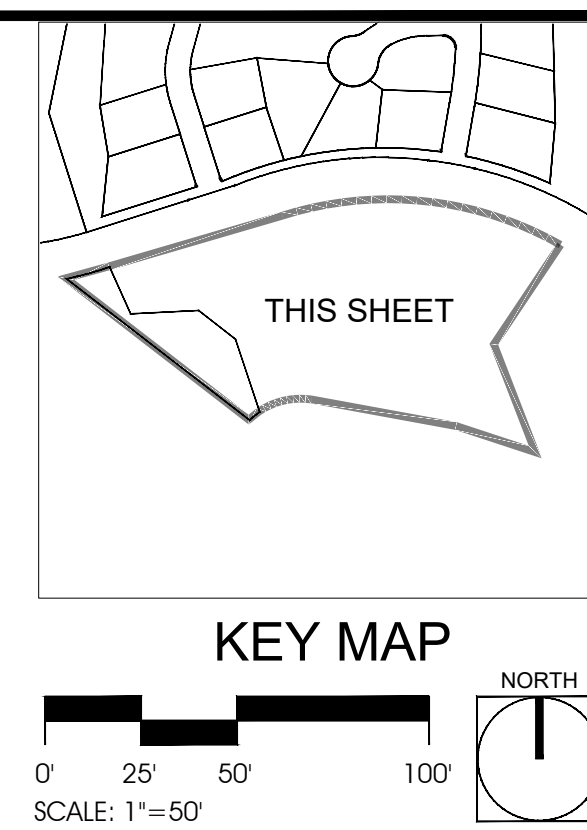 THIS SHEET
KEY MAP
NORTH
0' 25' 50' 100'
SCALE: 1"=50'